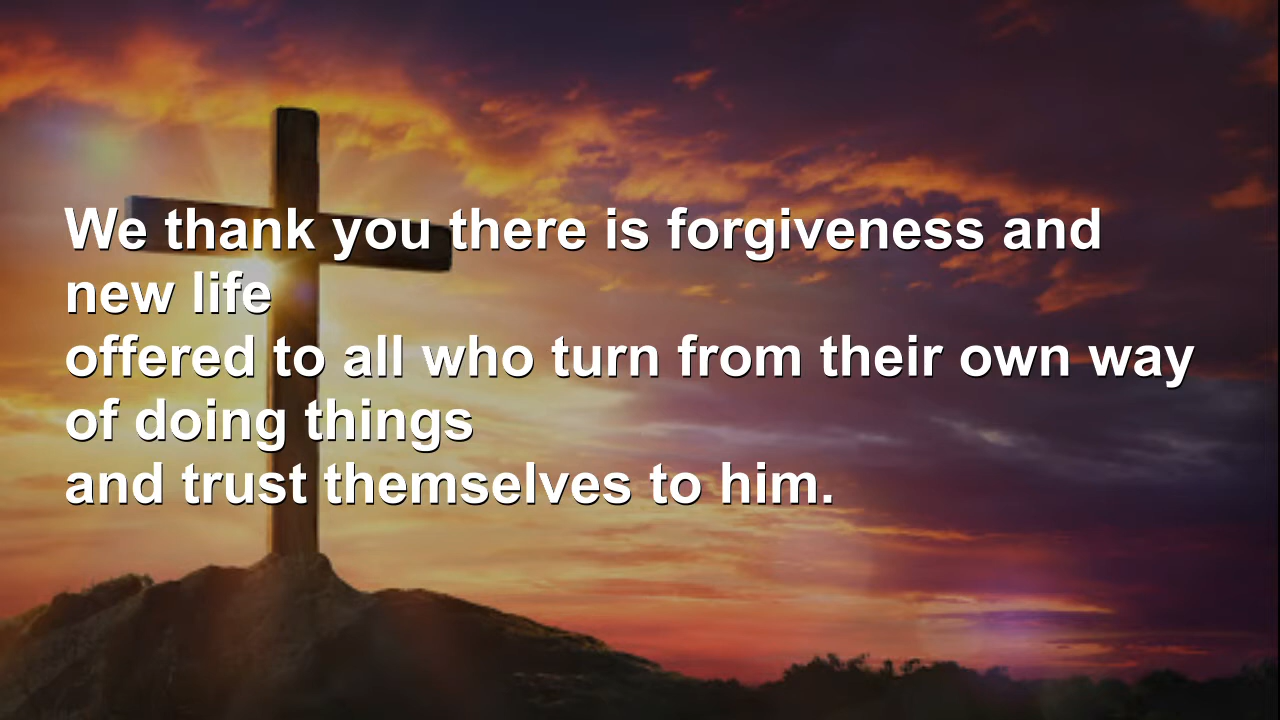 We thank you there is forgiveness and
new life
offered to all who turn from their own way
of doing things
and trust themselves to him.